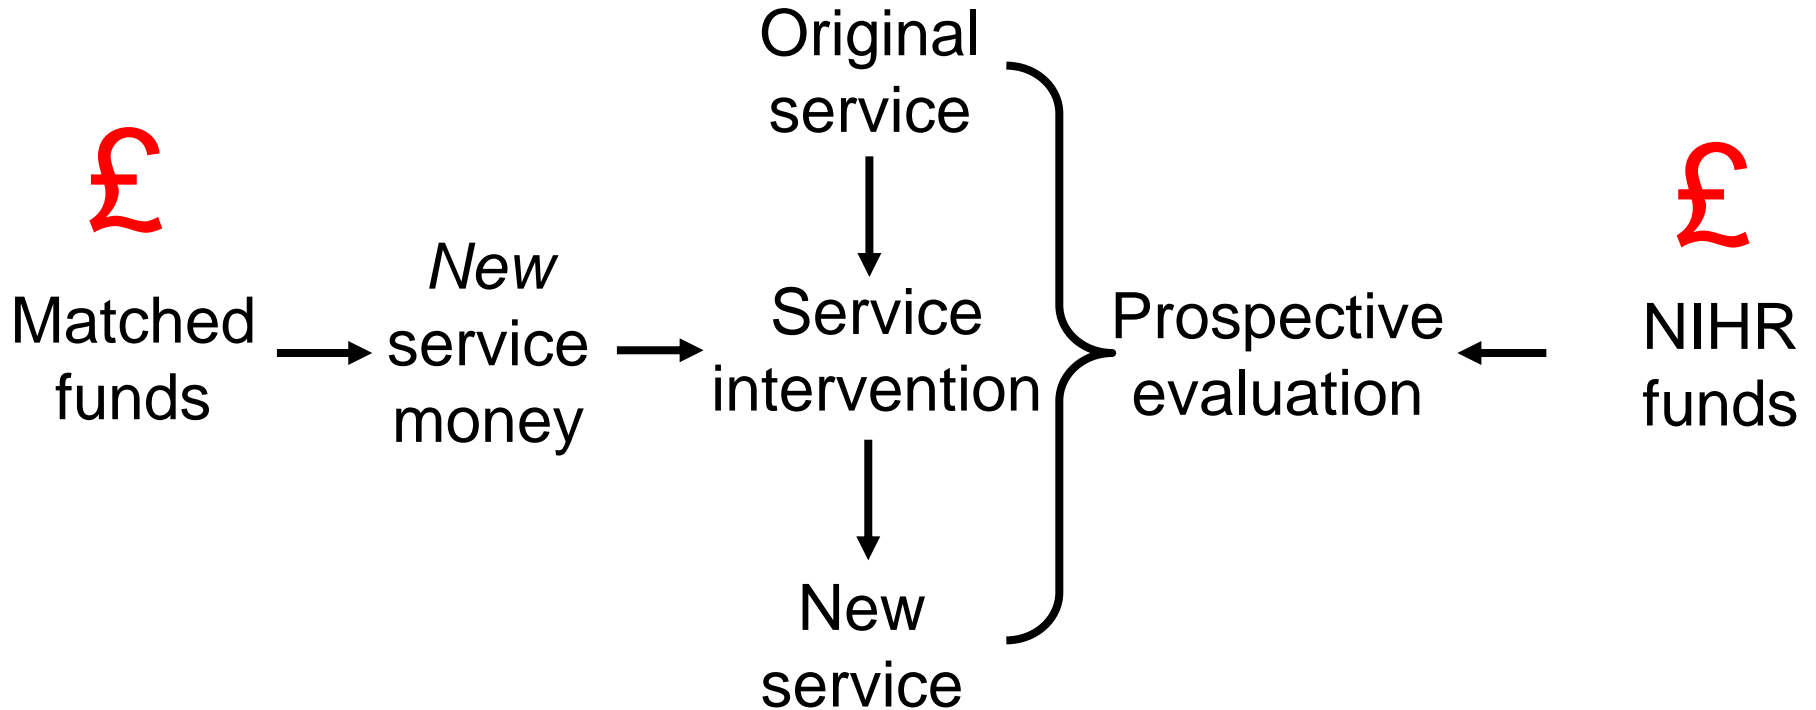 £
Matched
funds
New
service
money
Original
service
Service
intervention
New
service
Prospective
evaluation
£
NIHR
funds